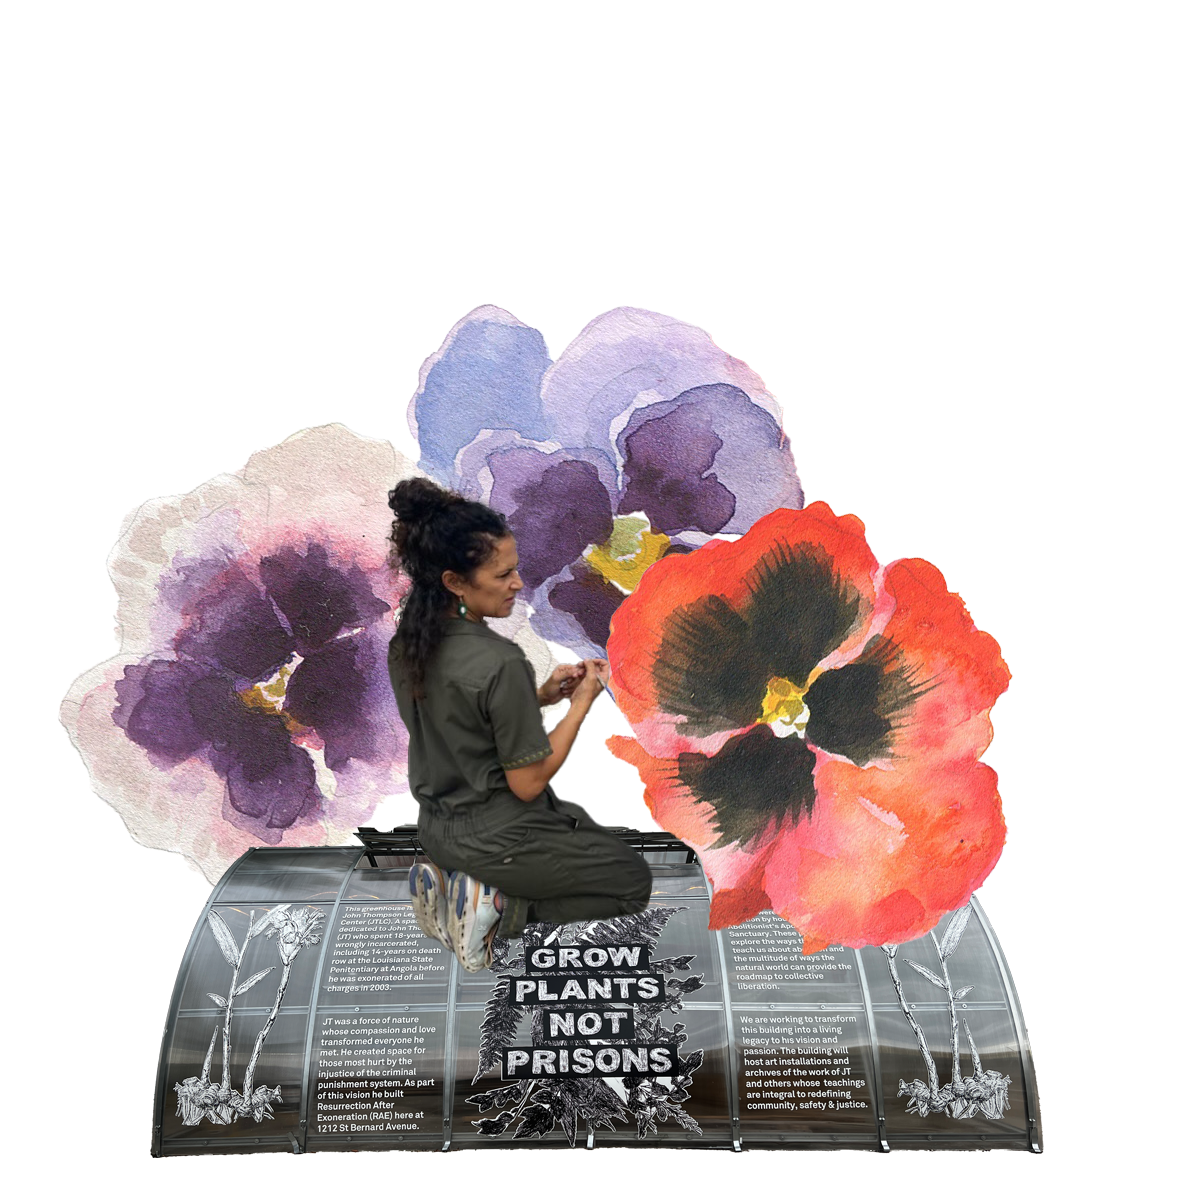 This greenhouse is
John Thompson Leg
Center (JTLC). A spac
dedicated to John Tho
(JT) who spent 18-years
wrongly incarcerated,
including 14-years on death
row at the Louisiana State
Penitentiary at Angola before
he was exonerated of all
charges in 2003.
JT was a force of nature
whose compassion and love
transformed everyone he
met. He created space for
those most hurt by the
injustice of the criminal
punishment system. As part
of this vision he built
Resurrection After
Exoneration (RAE) here at
1212 St Bernard Avenue.
GROW
PLANTS
NOT
PRISONS
were
tion by hou
Abolitionist's Apo
Sanctuary. These
explore the ways th
teach us about ab on and
the multitude of ways the
natural world can provide the
roadmap to collective
liberation.
We are working to transform
this building into a living
legacy to his vision and
passion. The building will
host art installations and
archives of the work of JT
and others whose teachings
are integral to redefining
community, safety & justice.